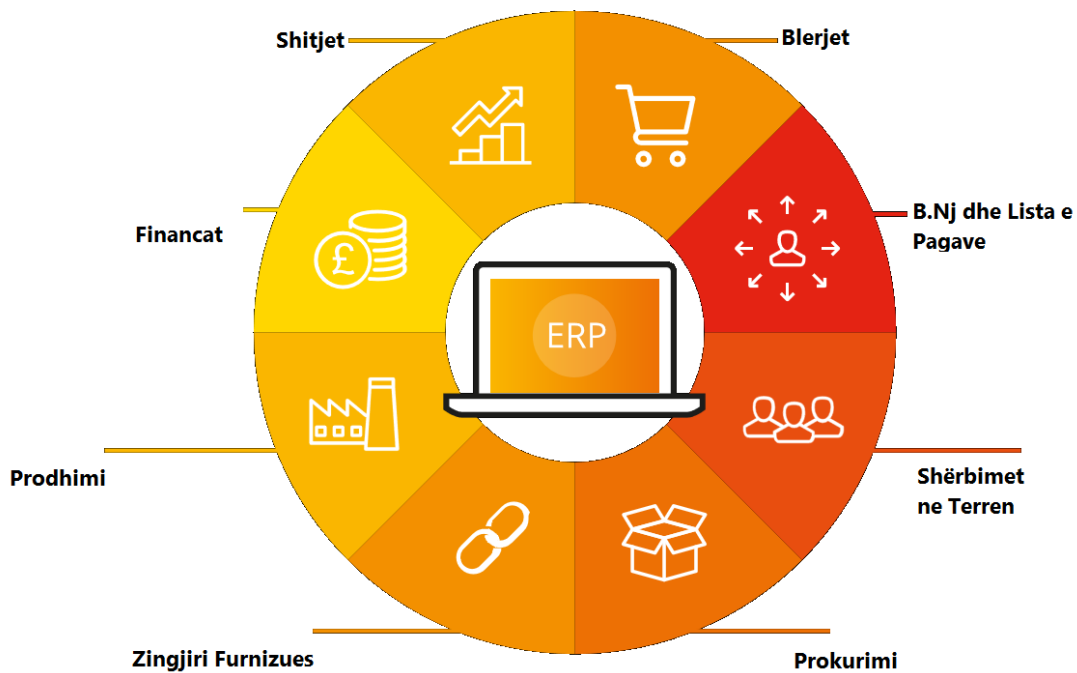 Shitjet
Blerjet
Financat
B.Nj dhe Lista e
Pagave
£
ERP
Prodhimi
Shërbimet
ne Terren
Zingjiri Furnizues
Prokurimi